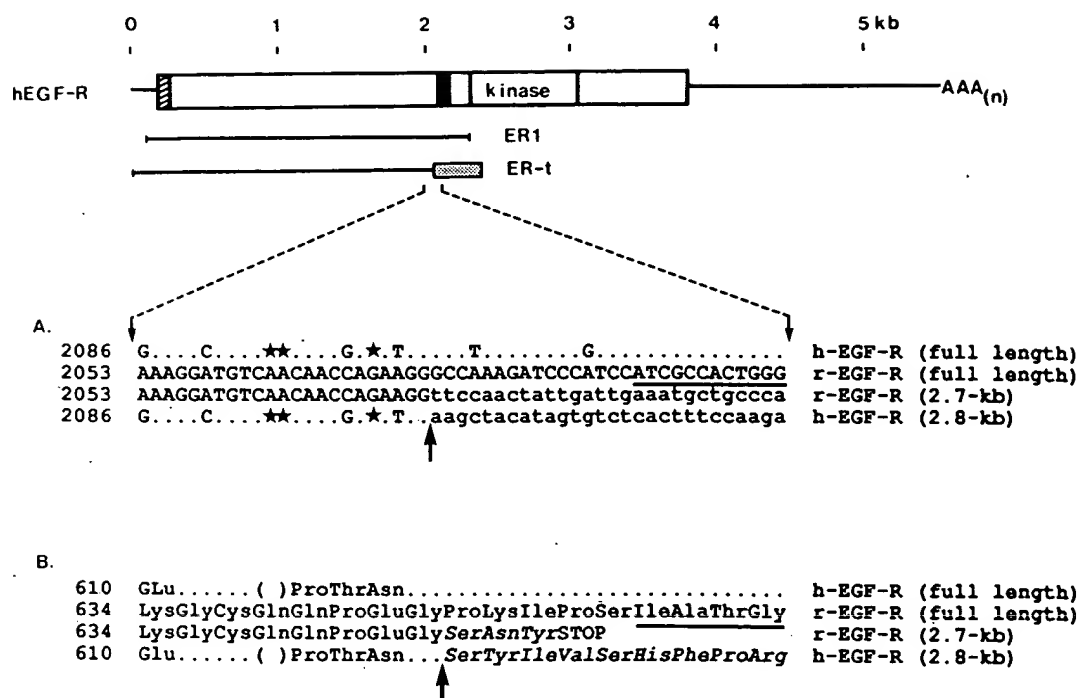 0 1 2 3 4 5 kb
hEGF-R kinase AAA(n)
ER1
ER-t
A.
2086 G....C....★★....G.★.T.....T........G............... h-EGF-R (full length)
2053 AAAGGATGTCAACAACCAGAAGGGCCAAAGATCCCATCCATCGCCACTGGG r-EGF-R (full length)
2053 AAAGGATGTCAACAACCAGAAGGttccaactattgattgaaatgctgccca r-EGF-R (2.7-kb)
2086 G....C....★★....G.★.T..aagctacatagtgtctcactttccaaga h-EGF-R (2.8-kb)
B.
610 GLu......( )ProThrAsn.............................. h-EGF-R (full length)
634 LysGlyCysGlnGlnProGluGlyProLysIleProSerIleAlaThrGly r-EGF-R (full length)
634 LysGlyCysGlnGlnProGluGlySerAsnTyrSTOP r-EGF-R (2.7-kb)
610 Glu......( )ProThrAsn...SerTyrIleValSerHisPheProArg h-EGF-R (2.8-kb)